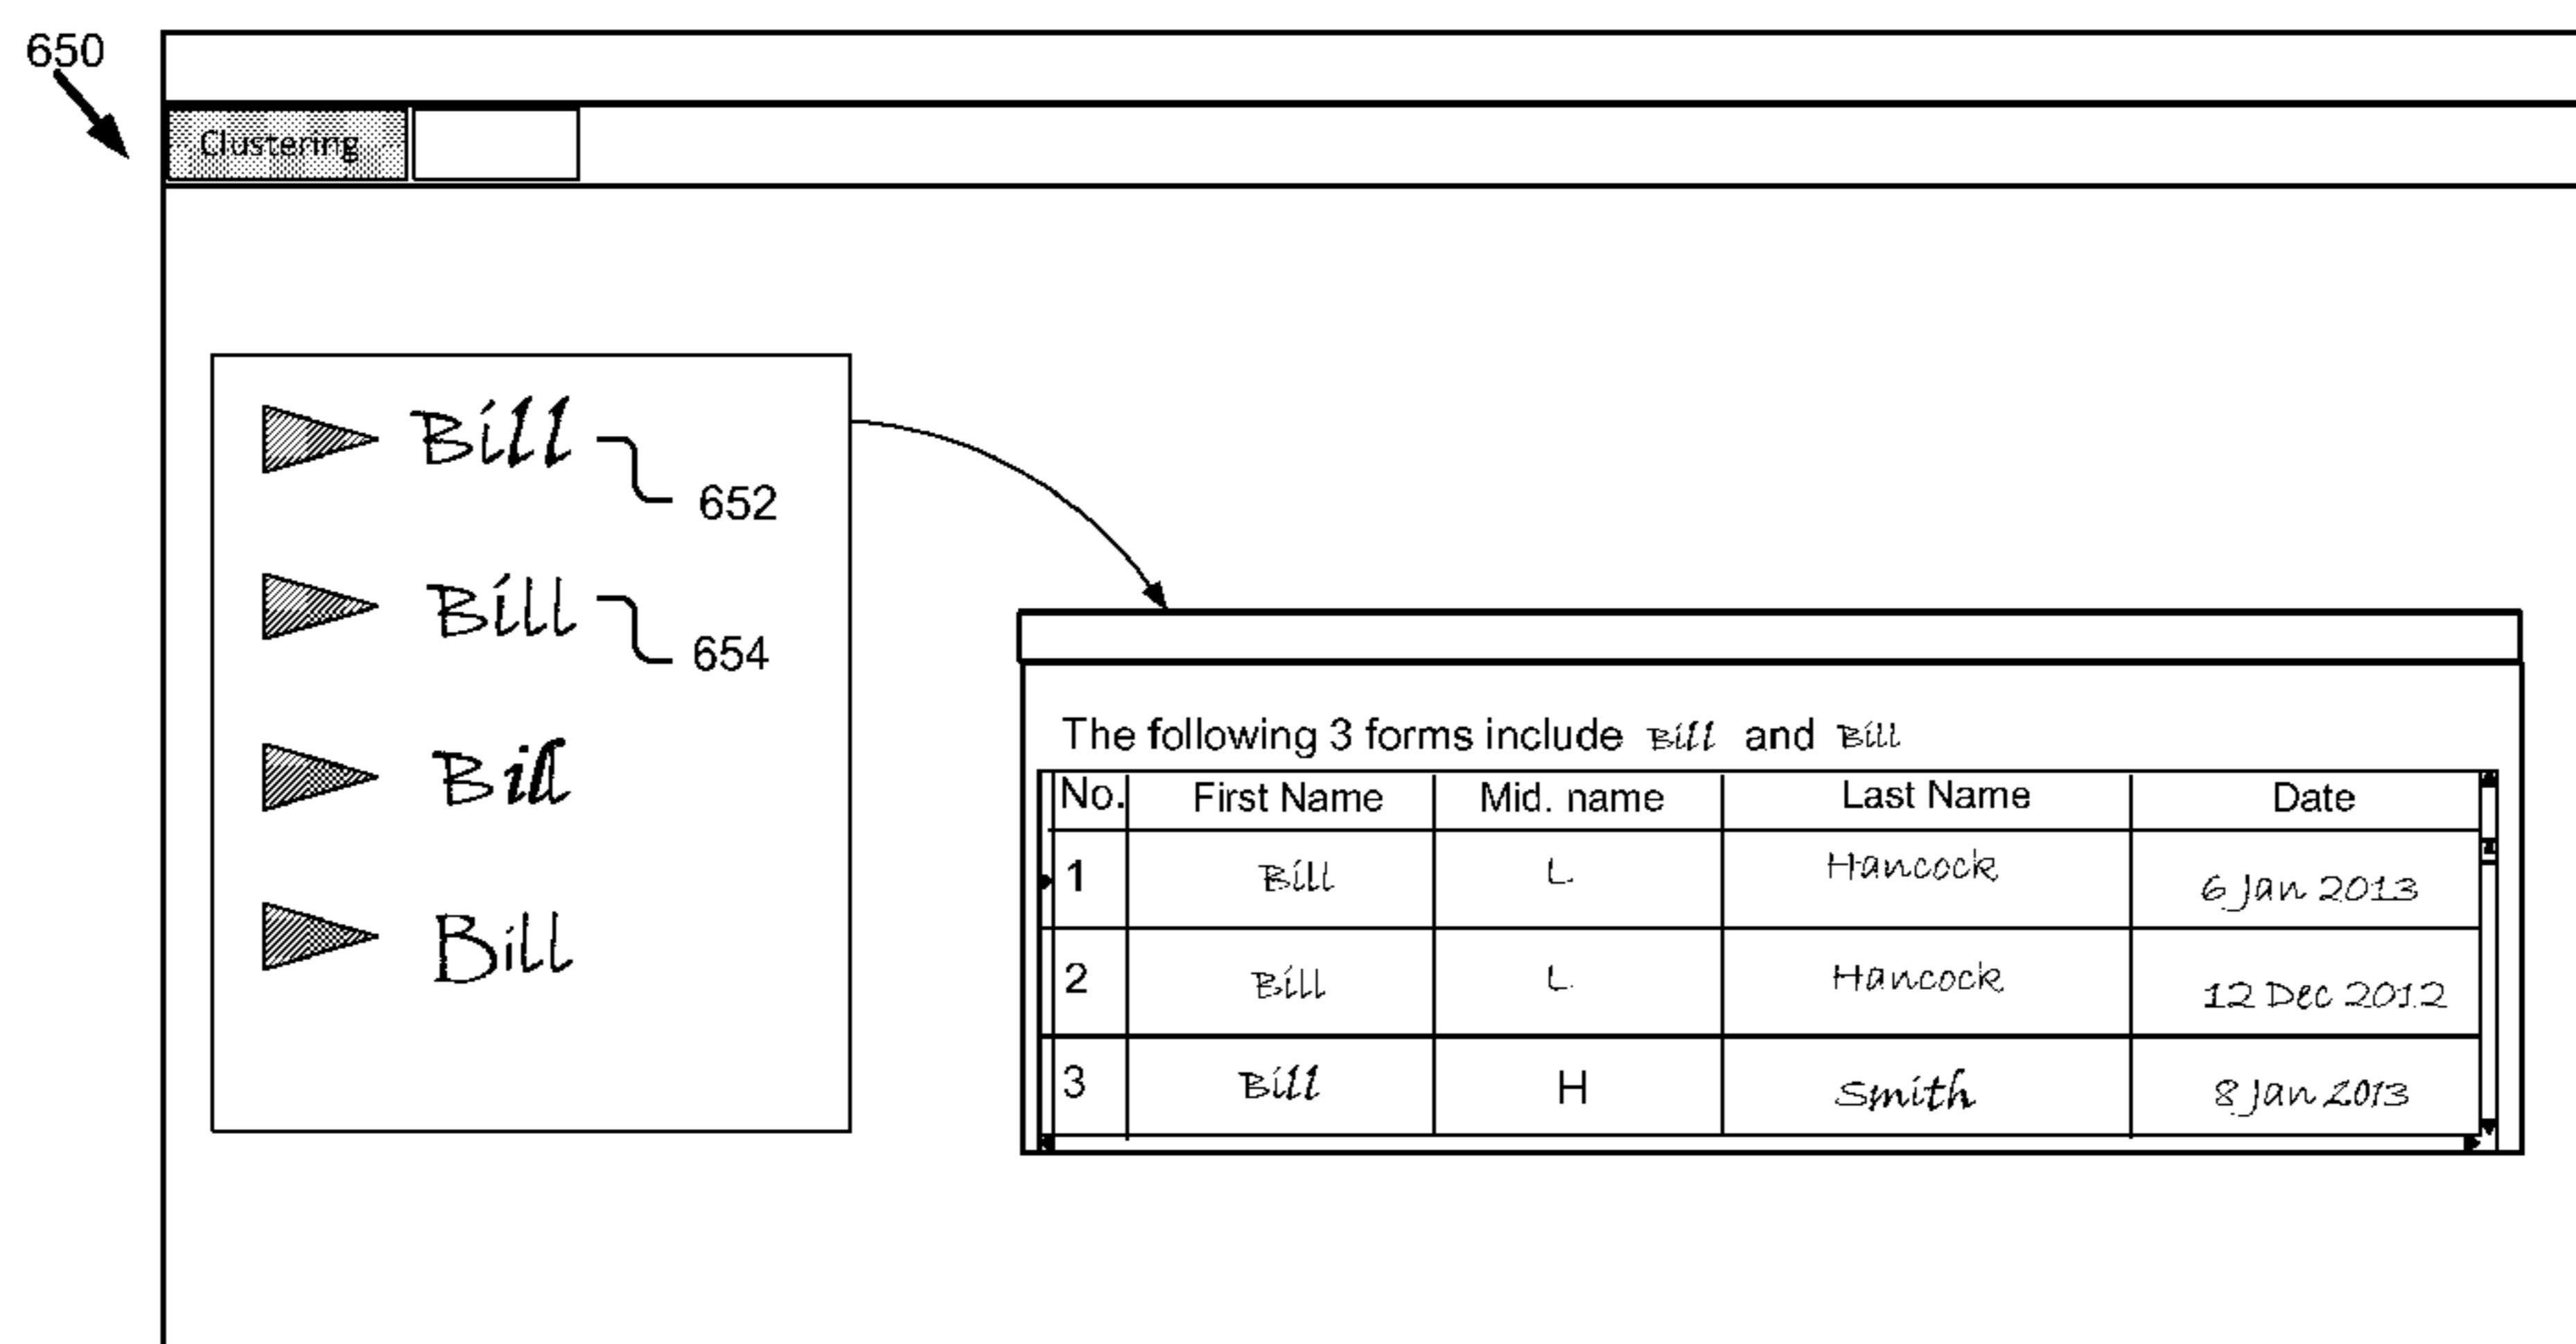 650
Clustering
Bill
652
Bill
654
Bill
Bill
The following 3 forms include Bill and Bill
No. First Name Mid. name Last Name Date
1 Bill L Hancock 6 Jan 2013
2 Bill L Hancock 12 Dec 2012
3 Bill H Smith 8 Jan 2013